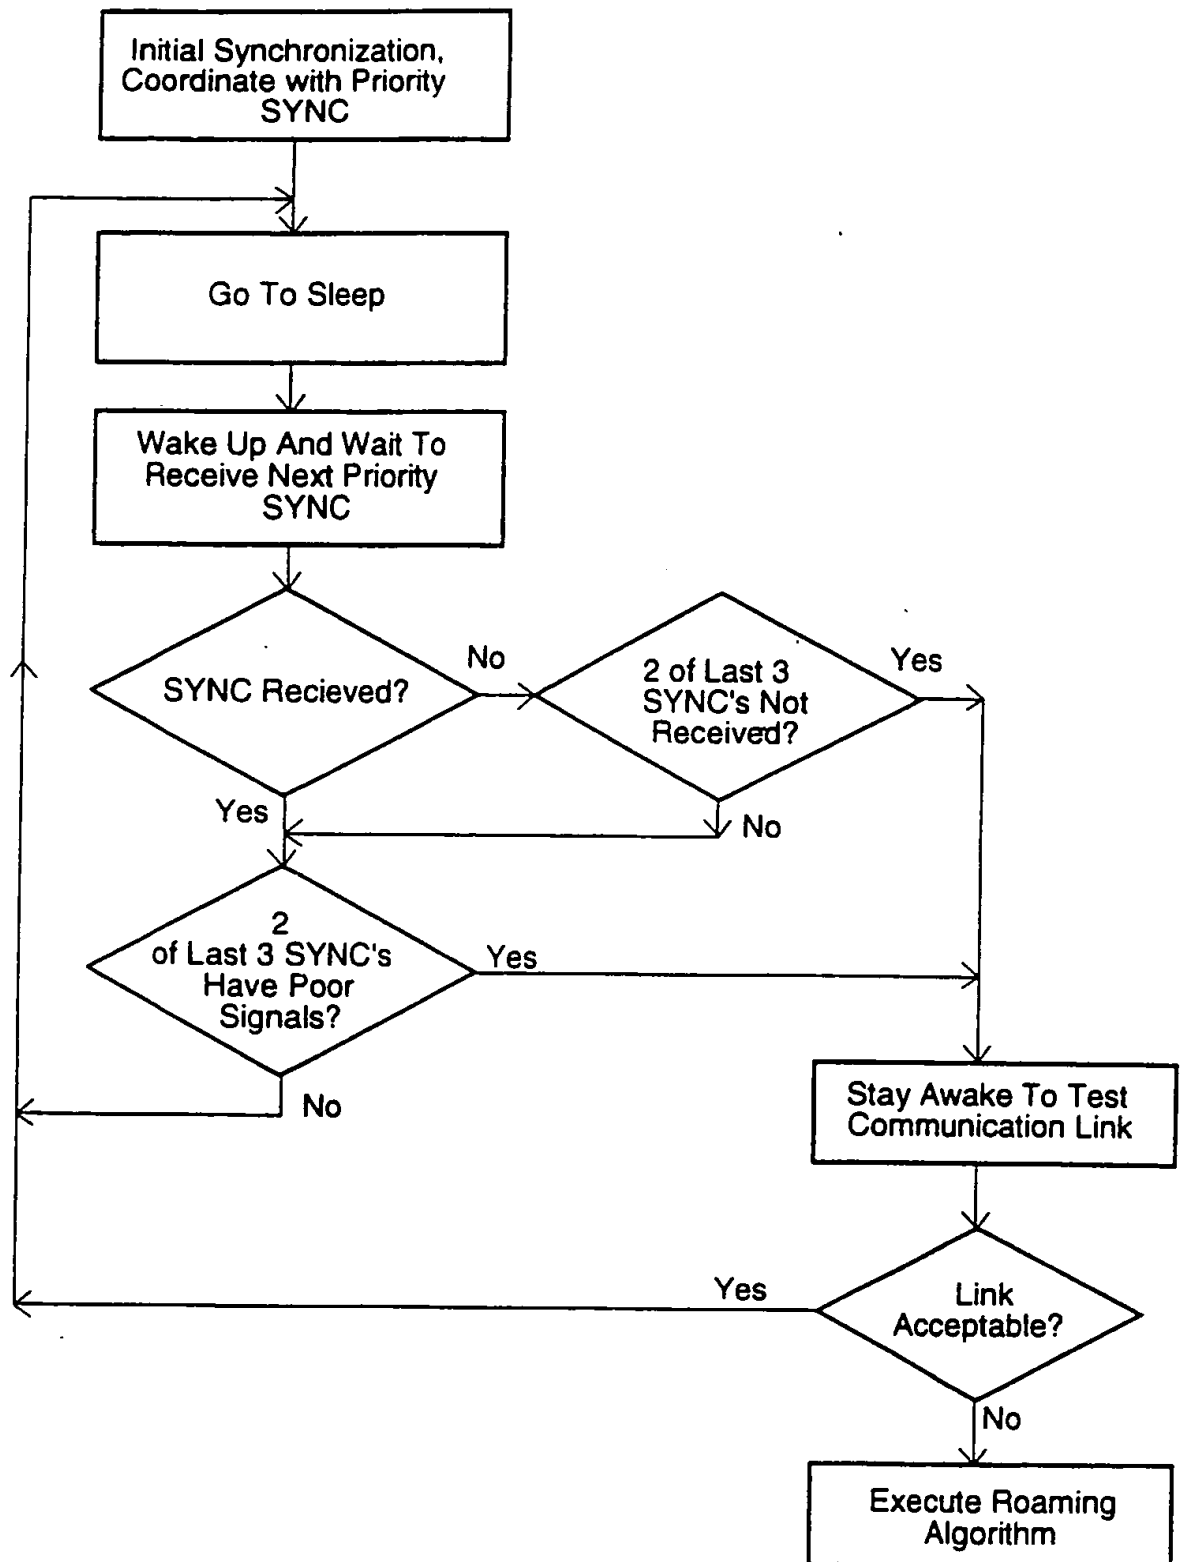 Initial Synchronization,
Coordinate with Priority
SYNC
Go To Sleep
Wake Up And Wait To
Receive Next Priority
SYNC
SYNC Recieved?
No
2 of Last 3
SYNC's Not
Received?
Yes
Yes
No
2
of Last 3 SYNC's
Have Poor
Signals?
Yes
No
Stay Awake To Test
Communication Link
Link
Acceptable?
Yes
No
Execute Roaming
Algorithm